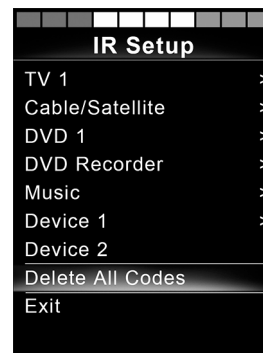 IR Setup
TV 1 >
Cable/Satellite >
DVD 1 >
DVD Recorder >
Music >
Device 1 >
Device 2
Delete All Codes
Exit